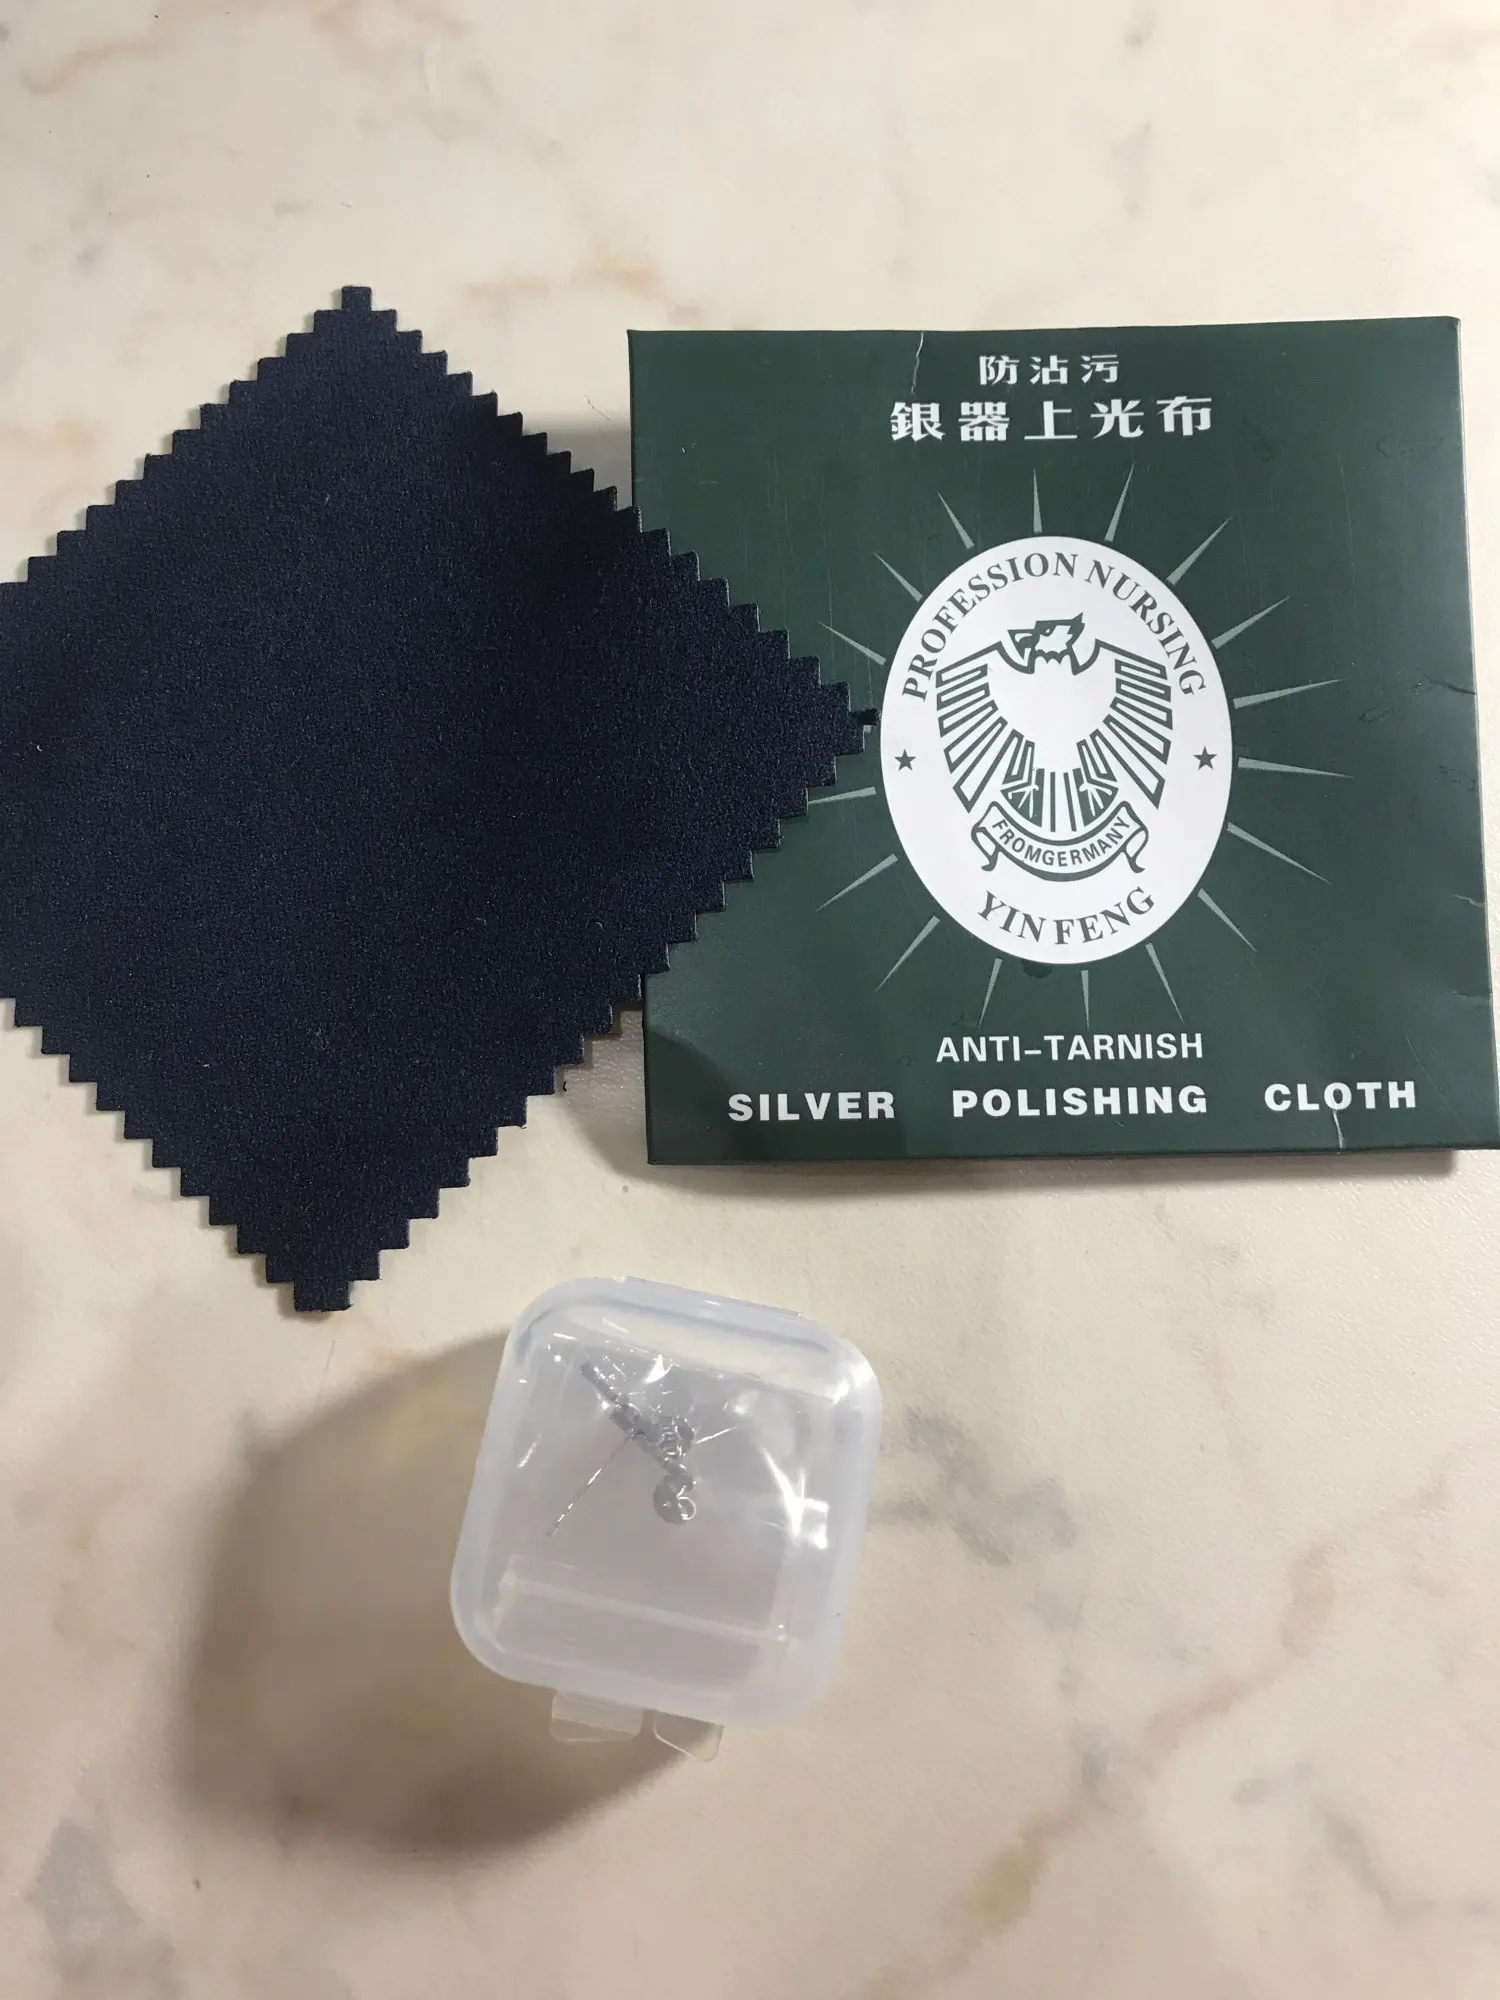 防沾污
銀器上光布
PROFESSION NURSING
FROMGERMANY
YIN FENG
ANTI-TARNISH
SILVER POLISHING CLOTH